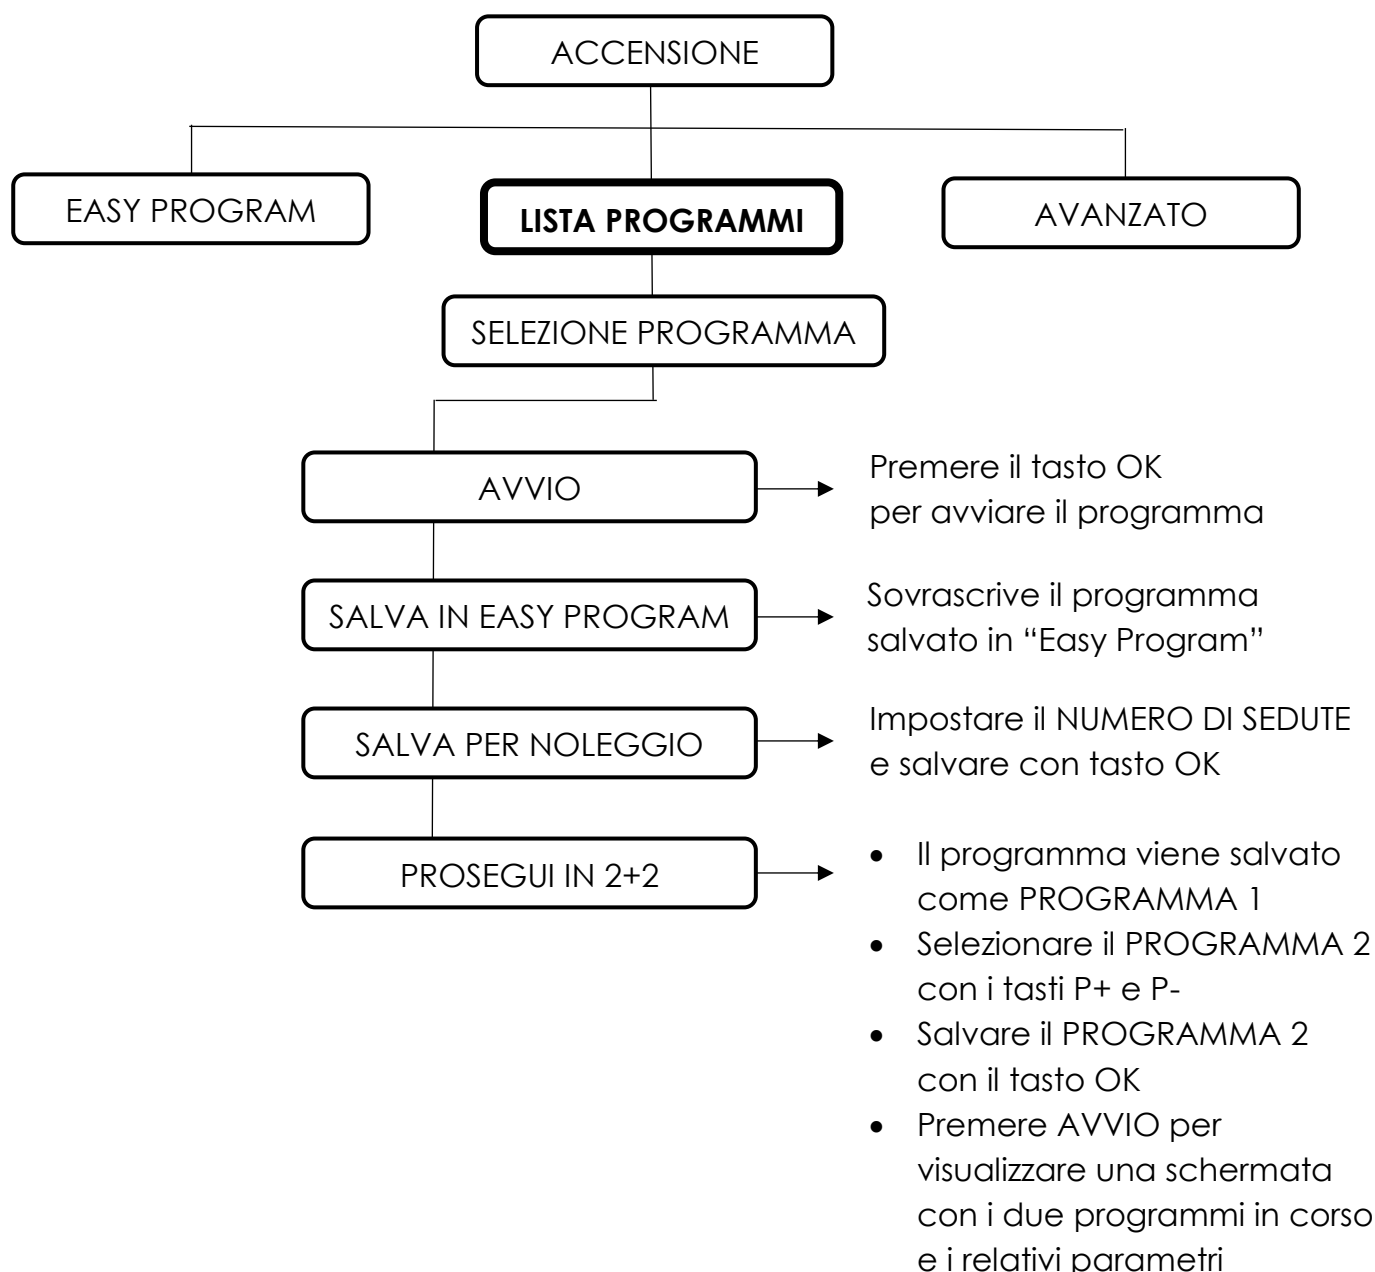 ACCENSIONE
EASY PROGRAM
LISTA PROGRAMMI
AVANZATO
SELEZIONE PROGRAMMA
AVVIO
Premere il tasto OK
per avviare il programma
SALVA IN EASY PROGRAM
Sovrascrive il programma
salvato in “Easy Program”
SALVA PER NOLEGGIO
Impostare il NUMERO DI SEDUTE
e salvare con tasto OK
PROSEGUI IN 2+2
• Il programma viene salvato
come PROGRAMMA 1
• Selezionare il PROGRAMMA 2
con i tasti P+ e P-
• Salvare il PROGRAMMA 2
con il tasto OK
• Premere AVVIO per
visualizzare una schermata
con i due programmi in corso
e i relativi parametri